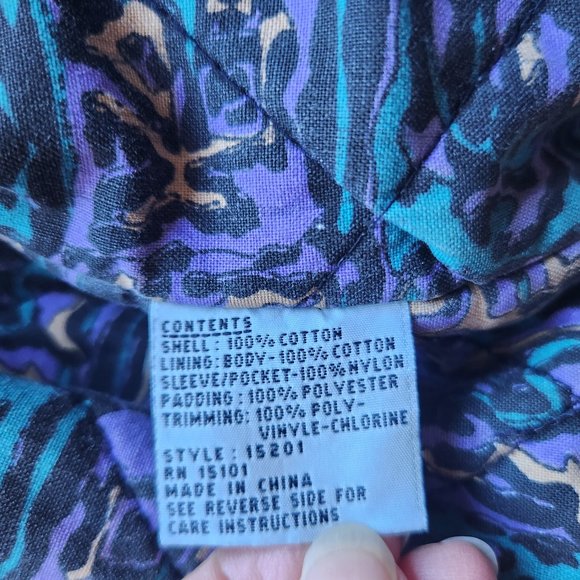 CONTENTS
SHELL: 100% COTTON
LINING: BODY-100% COTTON
SLEEVE/POCKET-100% NYLON
PADDING: 100% POLYESTER
TRIMMING: 100% POLY-
VINYLE-CHLORINE
STYLE: 15201
RN 15101
MADE IN CHINA
SEE REVERSE SIDE FOR
CARE INSTRUCTIONS